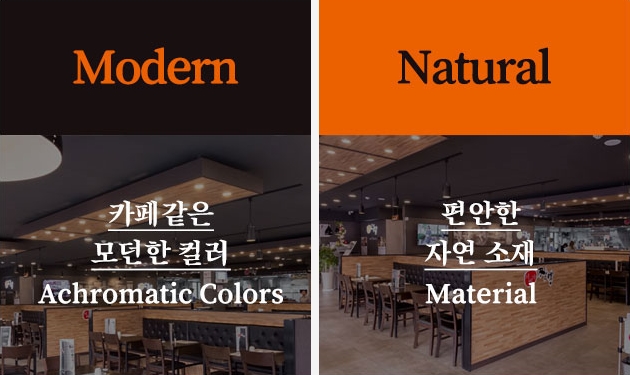 Modern
카페같은
모던한 컬러
Achromatic Colors
Natural
편안한
자연 소재
Material